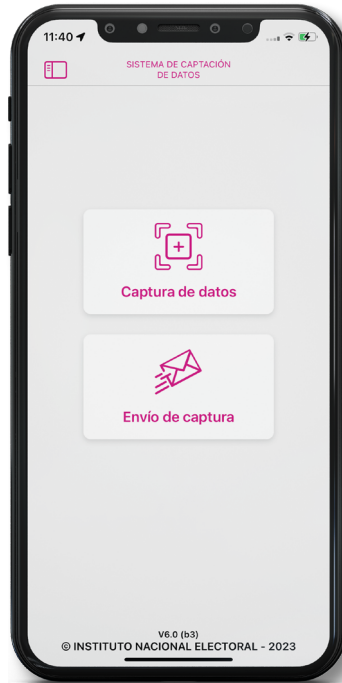 11:40
SISTEMA DE CAPTACIÓN
DE DATOS
Captura de datos
Envío de captura
V6.0 (b3)
© INSTITUTO NACIONAL ELECTORAL - 2023